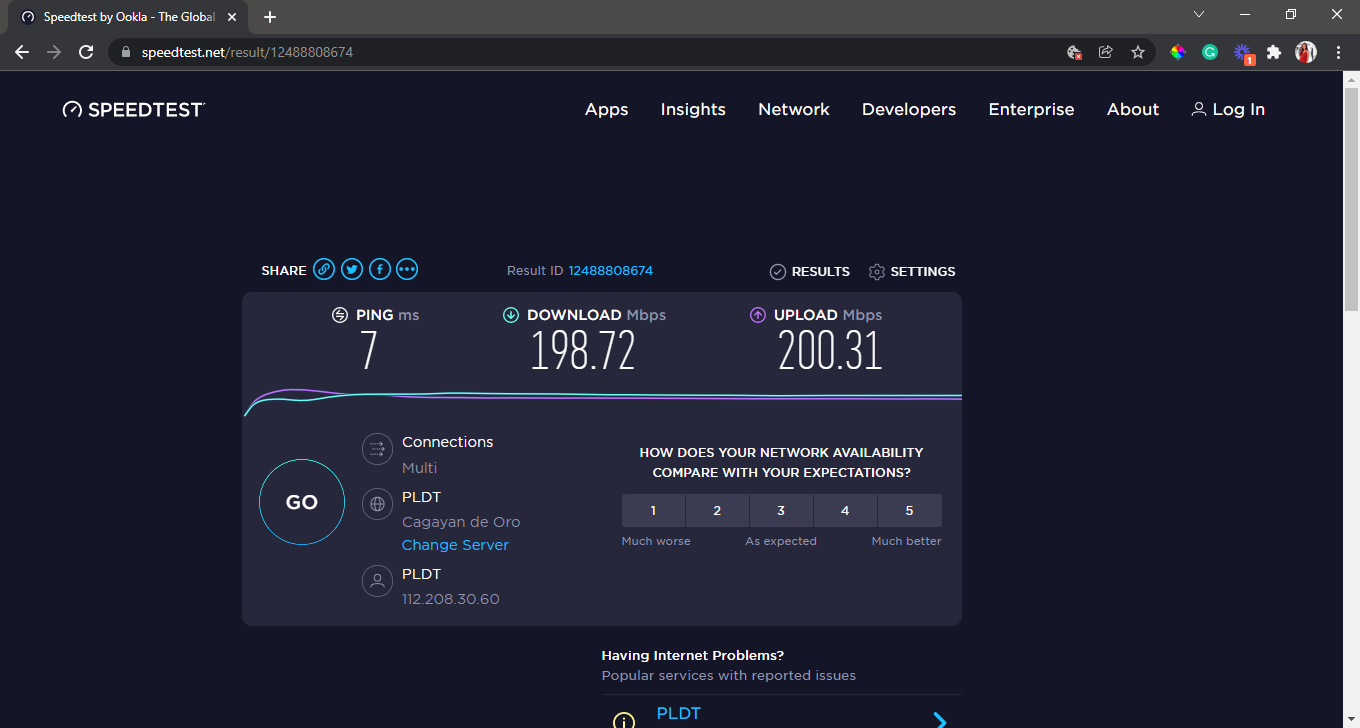 Speedtest by Ookla - The Global
speedtest.net/result/12488808674
1
SPEEDTEST
Apps Insights Network Developers Enterprise About Log In
SHARE Result ID 12488808674 RESULTS SETTINGS
PING ms DOWNLOAD Mbps UPLOAD Mbps
7 198.72 200.31
GO
Connections
Multi
PLDT
Cagayan de Oro
Change Server
PLDT
112.208.30.60
HOW DOES YOUR NETWORK AVAILABILITY
COMPARE WITH YOUR EXPECTATIONS?
1 2 3 4 5
Much worse As expected Much better
Having Internet Problems?
Popular services with reported issues
PLDT